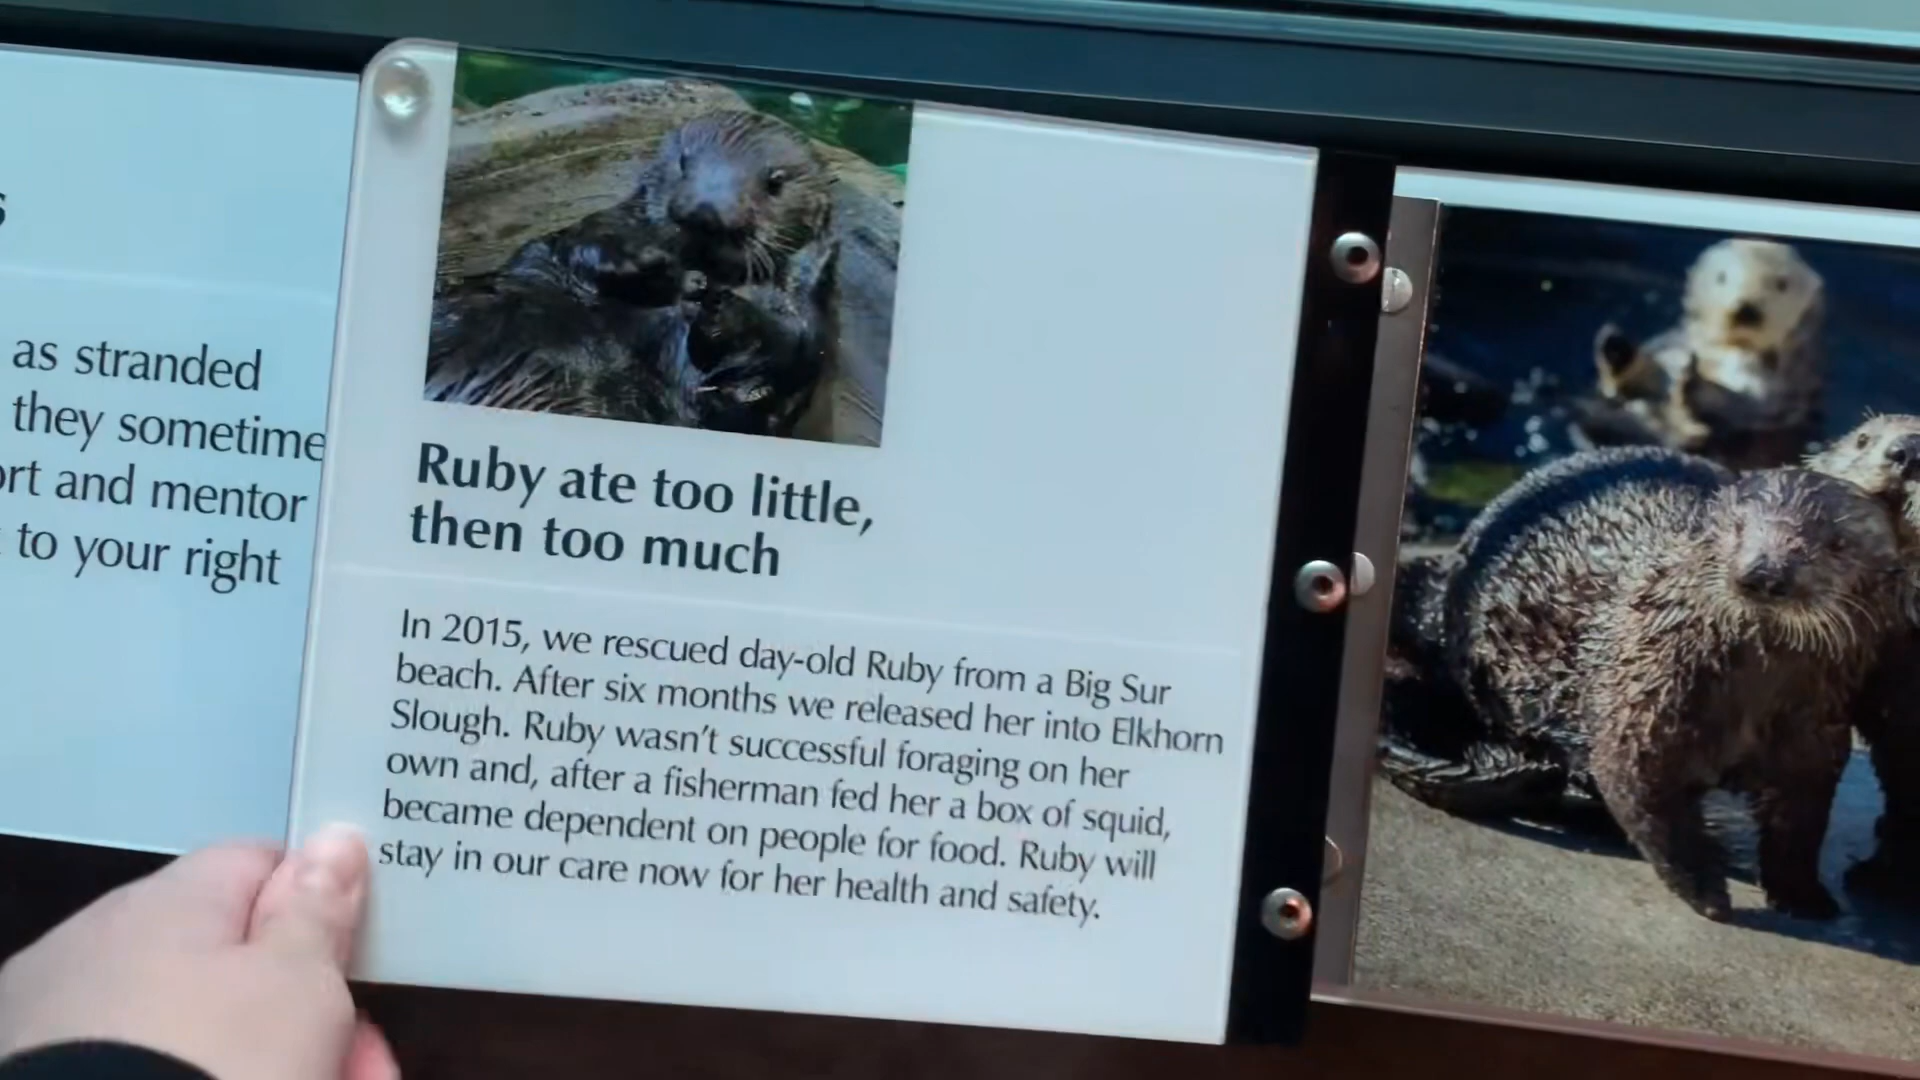 as stranded
they sometime
and mentor
to your right
Ruby ate too little,
then too much
In 2015, we rescued day-old Ruby from a Big Sur
beach. After six months we released her into Elkhorn
Slough. Ruby wasn't successful foraging on her
own and, after a fisherman fed her a box of squid,
became dependent on people for food. Ruby will
stay in our care now for her health and safety.